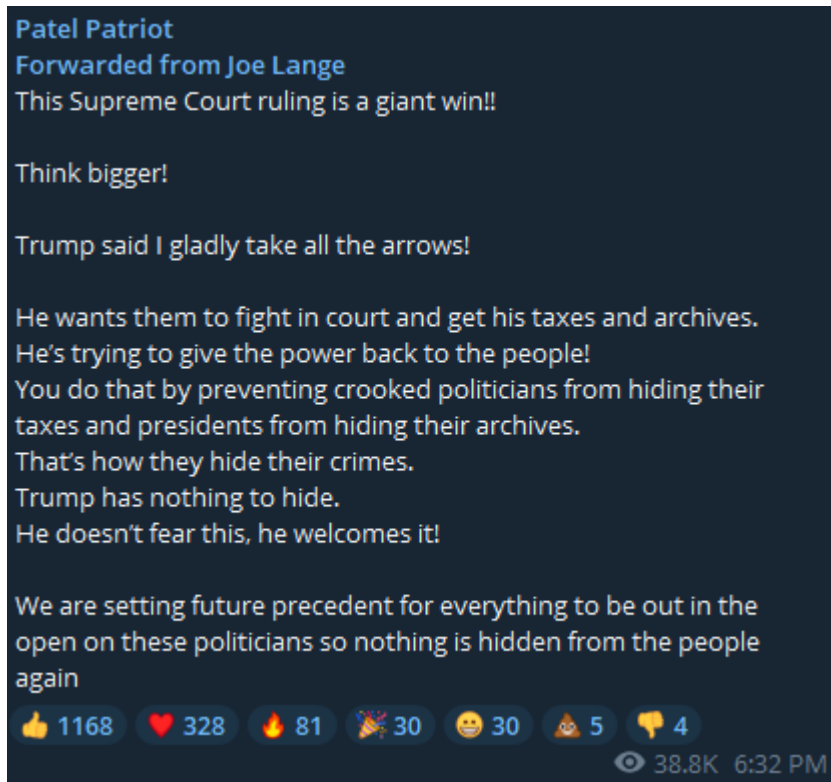 Patel Patriot
Forwarded from Joe Lange
This Supreme Court ruling is a giant win!!
Think bigger!
Trump said I gladly take all the arrows!
He wants them to fight in court and get his taxes and archives.
He's trying to give the power back to the people!
You do that by preventing crooked politicians from hiding their
taxes and presidents from hiding their archives.
That's how they hide their crimes.
Trump has nothing to hide.
He doesn't fear this, he welcomes it!
We are setting future precedent for everything to be out in the
open on these politicians so nothing is hidden from the people
again
👍 1168 ❤️ 328 🔥 81 🎉 30 😁 30 💩 5 👎 4
38.8K 6:32 PM